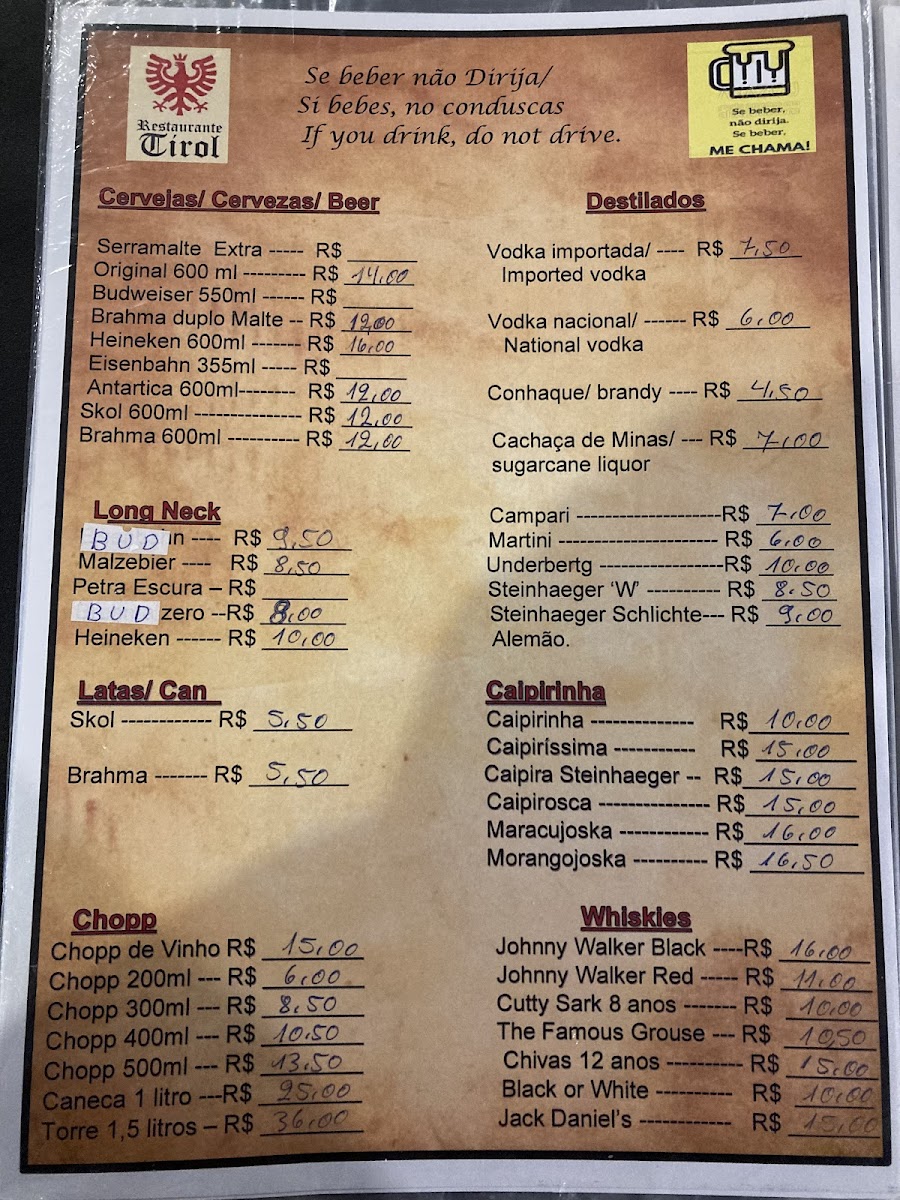 Restaurante
Tirol
Se beber não Dirija/
Si bebes, no conduscas
If you drink, do not drive.
Se beber,
não dirija.
Se beber,
ME CHAMA!
Cervejas/ Cervezas/ Beer
Serramalte Extra ----- R$
Original 600 ml --------- R$ 14,00
Budweiser 550ml ------ R$
Brahma duplo Malte -- R$ 12,00
Heineken 600ml ------- R$ 16,00
Eisenbahn 355ml ----- R$
Antartica 600ml-------- R$ 12,00
Skol 600ml --------------- R$ 12,00
Brahma 600ml ---------- R$ 12,00
Long Neck
BUD in ---- R$ 9,50
Malzebier ---- R$ 8,50
Petra Escura – R$
BUD zero --R$ 8,00
Heineken ------ R$ 10,00
Latas/ Can
Skol ------------ R$ 5,50
Brahma ------- R$ 5,50
Chopp
Chopp de Vinho R$ 15,00
Chopp 200ml --- R$ 6,00
Chopp 300ml --- R$ 8,50
Chopp 400ml --- R$ 10,50
Chopp 500ml --- R$ 13,50
Caneca 1 litro ---R$ 25,00
Torre 1,5 litros – R$ 36,00
Destilados
Vodka importada/ ---- R$ 7,50
Imported vodka
Vodka nacional/ ------ R$ 6,00
National vodka
Conhaque/ brandy ---- R$ 4,50
Cachaça de Minas/ --- R$ 7,00
sugarcane liquor
Campari --------------------R$ 7,00
Martini ---------------------- R$ 6,00
Underbertg -----------------R$ 10,00
Steinhaeger ‘W’ ---------- R$ 8,50
Steinhaeger Schlichte--- R$ 9,00
Alemão.
Caipirinha
Caipirinha -------------- R$ 10,00
Caipiríssima ----------- R$ 15,00
Caipira Steinhaeger -- R$ 15,00
Caipirosca --------------- R$ 15,00
Maracujoska ------------ R$ 16,00
Morangojoska ---------- R$ 16,50
Whiskies
Johnny Walker Black ----R$ 16,00
Johnny Walker Red ----- R$ 11,00
Cutty Sark 8 anos ------- R$ 10,00
The Famous Grouse --- R$ 10,50
Chivas 12 anos ---------- R$ 15,00
Black or White ----------- R$ 10,00
Jack Daniel’s ------------- R$ 15,00